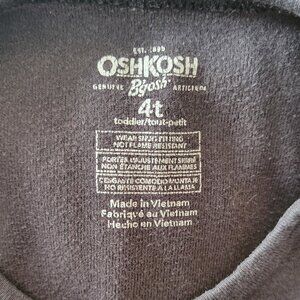 EST. 1895
OSHKOSH
GENUINE B'gosh ARTICLE
4t
toddler/tout-petit
WEAR SNUG FITTING
NOT FLAME RESISTANT
PORTER AJUSTEMENT SERRÉ
NON ÉTANCHE AUX FLAMMES
NO RESISTENTE A LA LLAMA
Made in Vietnam
Fabriqué au Vietnam
Hecho en Vietnam